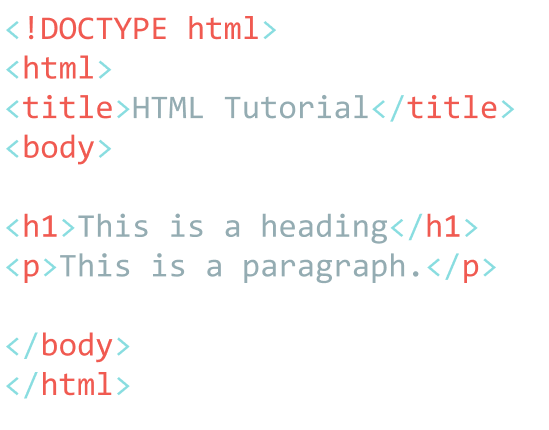 <!DOCTYPE html>
<html>
<title>HTML Tutorial</title>
<body>
<h1>This is a heading</h1>
<p>This is a paragraph.</p>
</body>
</html>